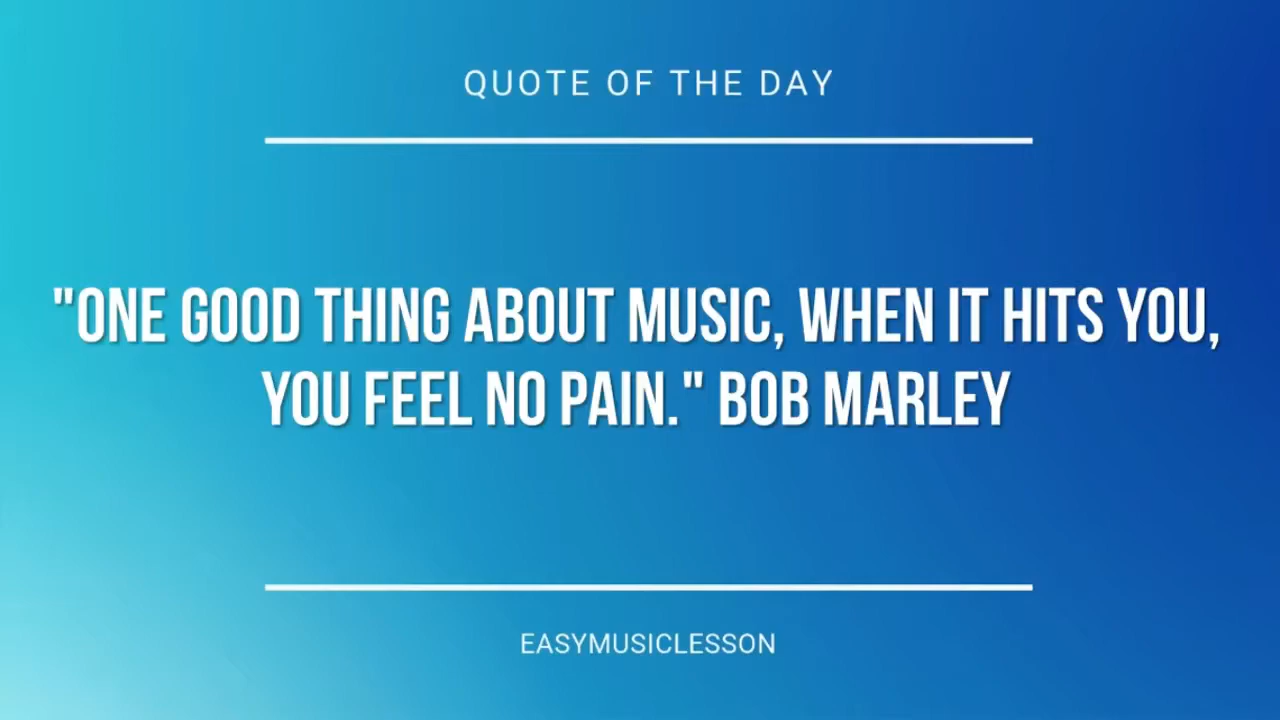 QUOTE OF THE DAY
"ONE GOOD THING ABOUT MUSIC, WHEN IT HITS YOU,
YOU FEEL NO PAIN." BOB MARLEY
EASYMUSICLESSON